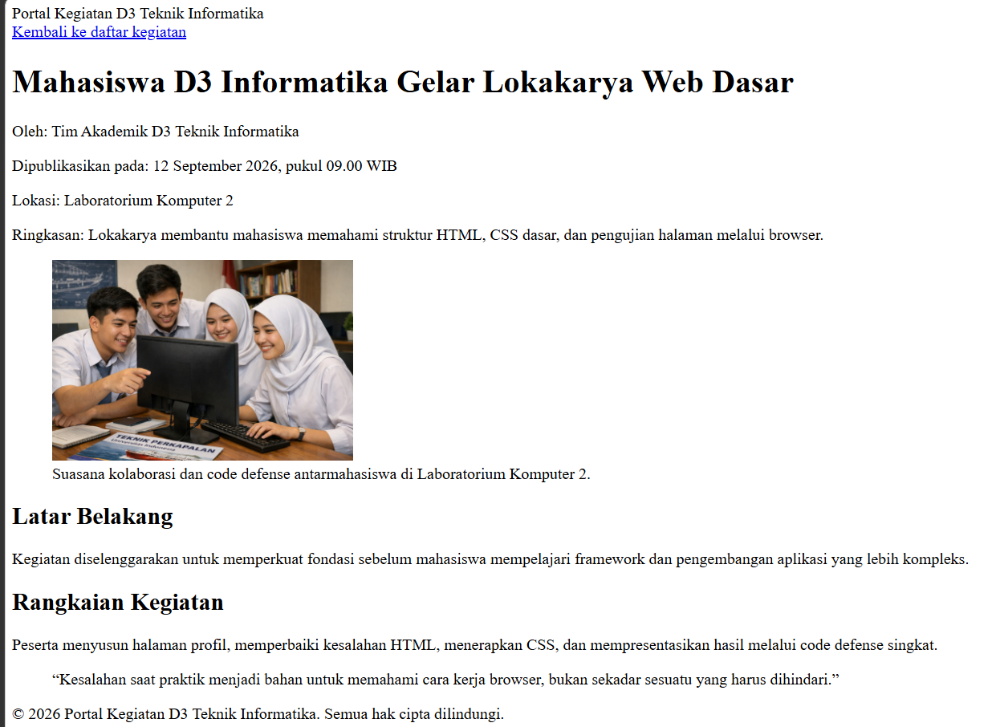 Portal Kegiatan D3 Teknik Informatika
Kembali ke daftar kegiatan
Mahasiswa D3 Informatika Gelar Lokakarya Web Dasar
Oleh: Tim Akademik D3 Teknik Informatika
Dipublikasikan pada: 12 September 2026, pukul 09.00 WIB
Lokasi: Laboratorium Komputer 2
Ringkasan: Lokakarya membantu mahasiswa memahami struktur HTML, CSS dasar, dan pengujian halaman melalui browser.
TEKNIK PERKAPALAN
Universitas Indonesia
Suasana kolaborasi dan code defense antarmahasiswa di Laboratorium Komputer 2.
Latar Belakang
Kegiatan diselenggarakan untuk memperkuat fondasi sebelum mahasiswa mempelajari framework dan pengembangan aplikasi yang lebih kompleks.
Rangkaian Kegiatan
Peserta menyusun halaman profil, memperbaiki kesalahan HTML, menerapkan CSS, dan mempresentasikan hasil melalui code defense singkat.
“Kesalahan saat praktik menjadi bahan untuk memahami cara kerja browser, bukan sekadar sesuatu yang harus dihindari.”
© 2026 Portal Kegiatan D3 Teknik Informatika. Semua hak cipta dilindungi.